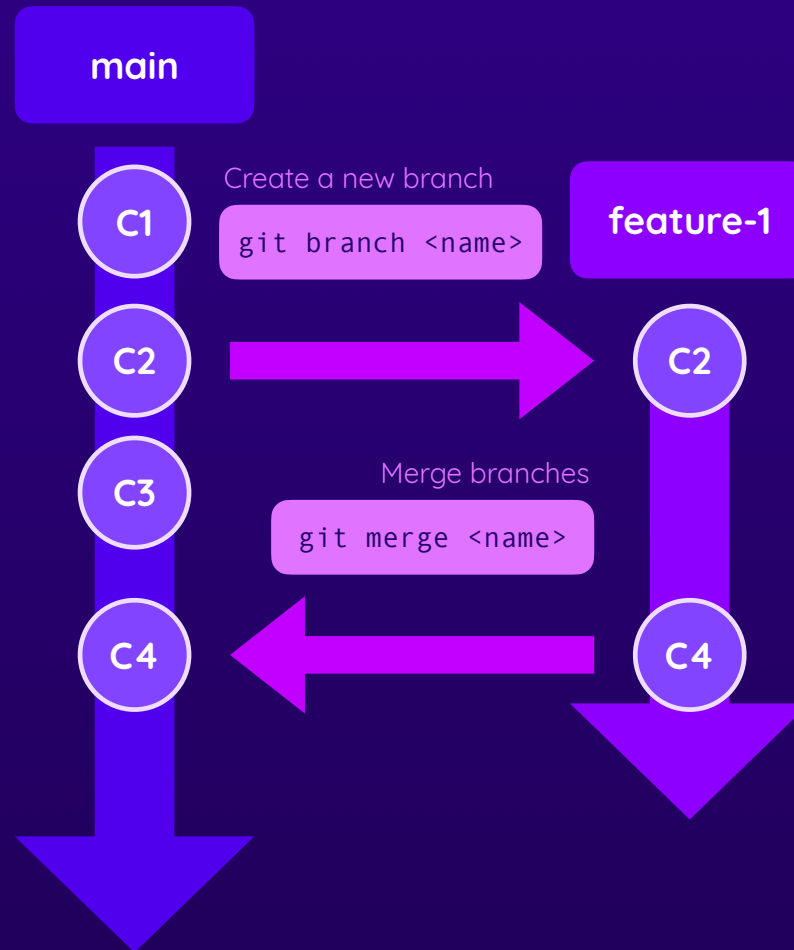 main
Create a new branch
git branch <name>
feature-1
C1
C2
C2
Merge branches
git merge <name>
C3
C4
C4